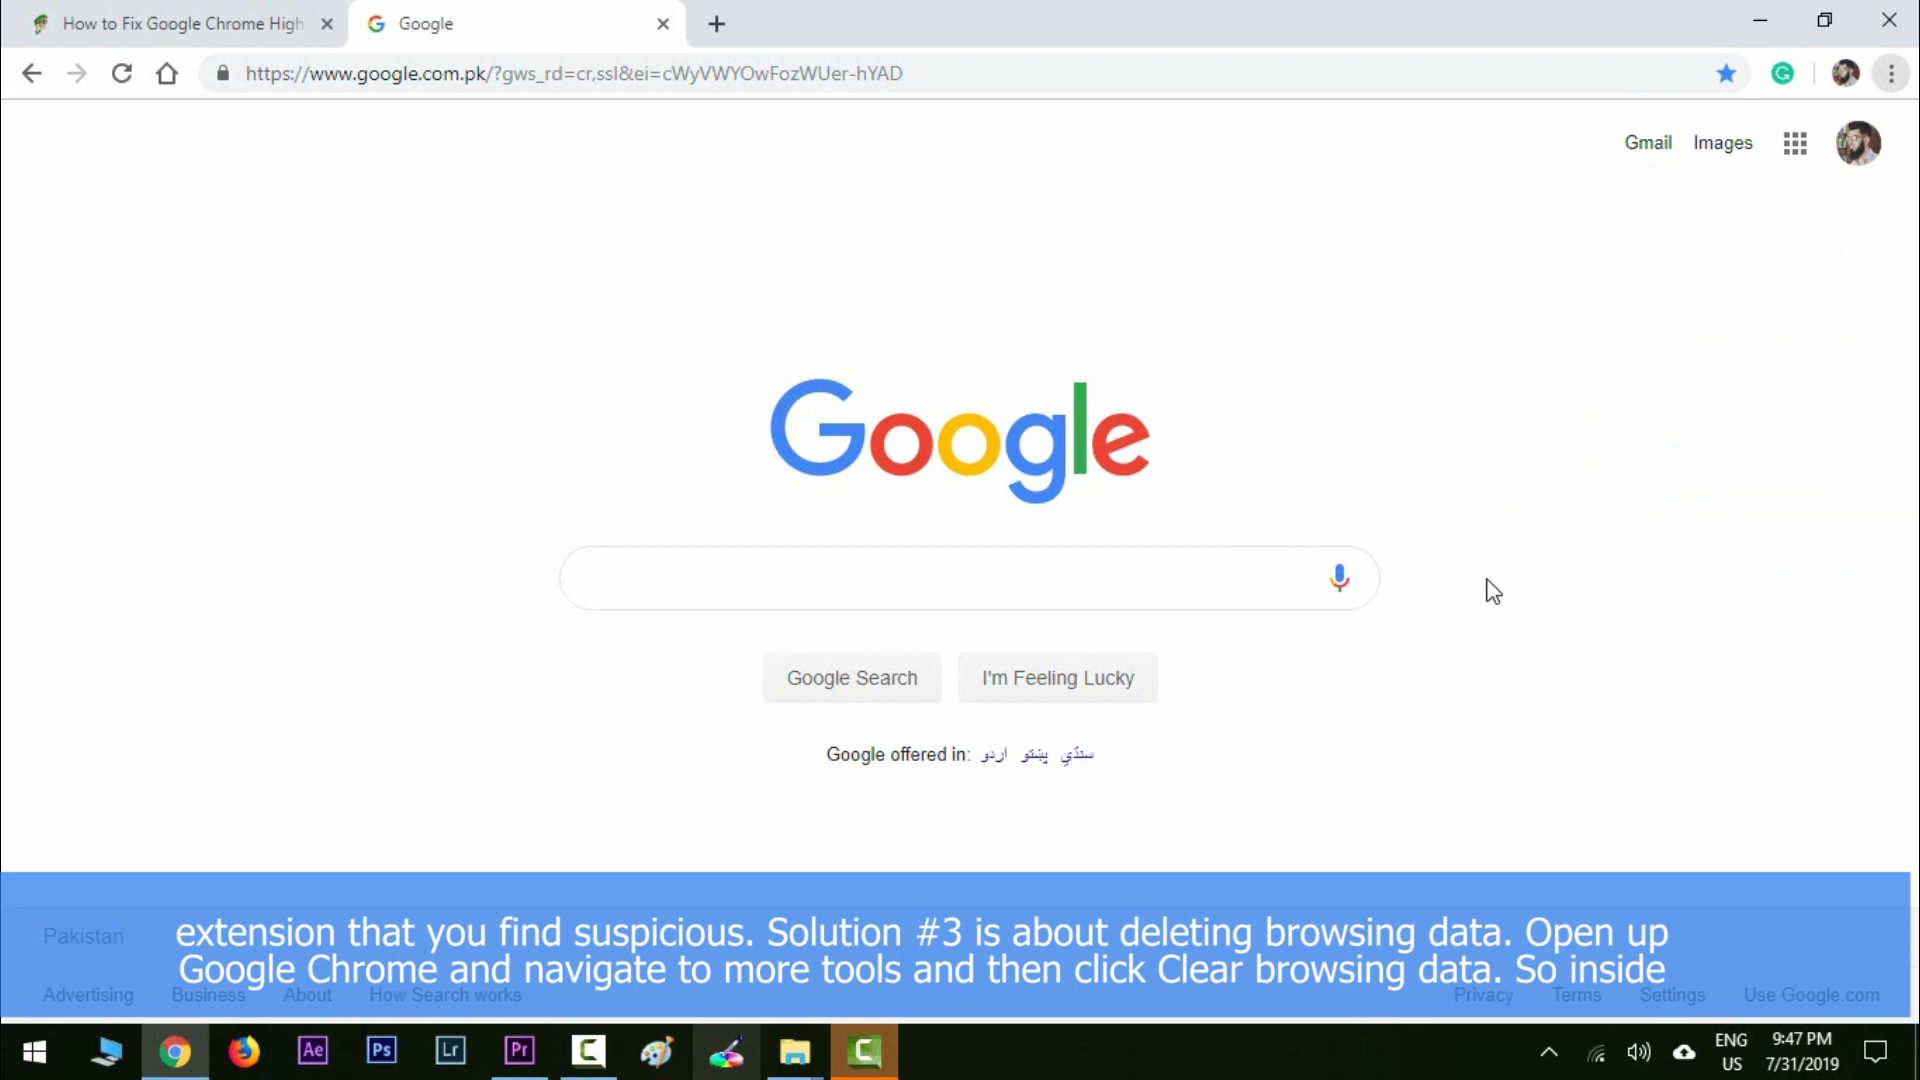 How to Fix Google Chrome High
Google
https://www.google.com.pk/?gws_rd=cr,ssl&ei=cWyVWYOwFozWUer-hYAD
Gmail Images
Google
Google Search I'm Feeling Lucky
Google offered in: اردو پښتو سنڌي
Pakistan
extension that you find suspicious. Solution #3 is about deleting browsing data. Open up
Google Chrome and navigate to more tools and then click Clear browsing data. So inside
Advertising Business About How Search works Privacy Terms Settings Use Google.com
Ae Ps Lr Pr
ENG 9:47 PM
US 7/31/2019